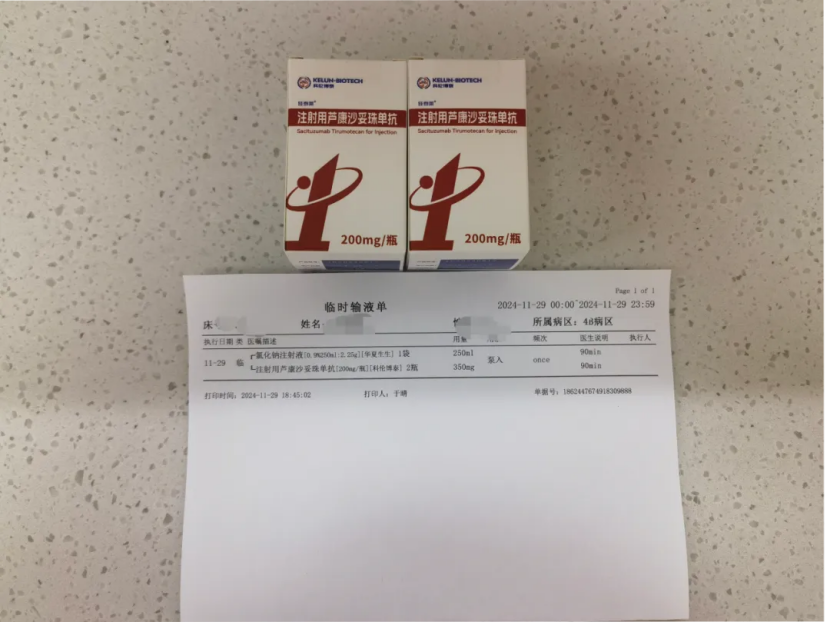 KELUN-BIOTECH
科伦博泰
注射用芦康沙妥珠单抗
Sacituzumab Tirumotecan for Injection
200mg/瓶
KELUN-BIOTECH
科伦博泰
注射用芦康沙妥珠单抗
Sacituzumab Tirumotecan for Injection
200mg/瓶
Page 1 of 1
临时输液单
2024-11-29 00:00~2024-11-29 23:59
床
姓名
所属病区：4B病区
执行日期 类 医嘱描述 用量 频次 医生说明 执行人
氯化钠注射液[0.9%250ml:2.25g][华夏生生] 1袋 250ml 90min
11-29 临 泵入 once
注射用芦康沙妥珠单抗[200mg/瓶][科伦博泰] 2瓶 350mg 90min
打印时间：2024-11-29 18:45:02 打印人：于姗 单面号：1862447674918309888